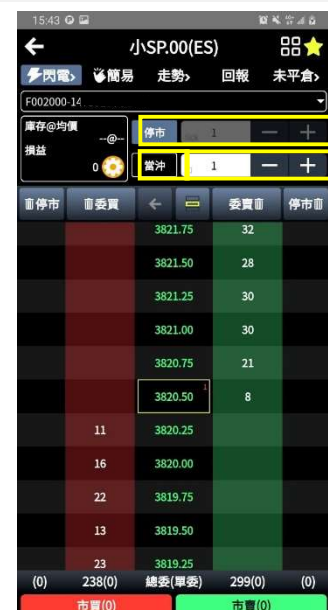 15:43
小SP.00(ES)
閃電› 簡易 走勢› 回報 未平倉›
F002000-14
庫存@均價 --@--
停市 1 — +
損益 0
當沖 1 — +
停市 委買 ← 委賣 停市
3821.75 32
3821.50 28
3821.25 30
3821.00 30
3820.75 21
3820.50 1 8
11 3820.25
16 3820.00
22 3819.75
13 3819.50
23 3819.25
(0) 238(0) 總委(單委) 299(0) (0)
市買(0) 市賣(0)